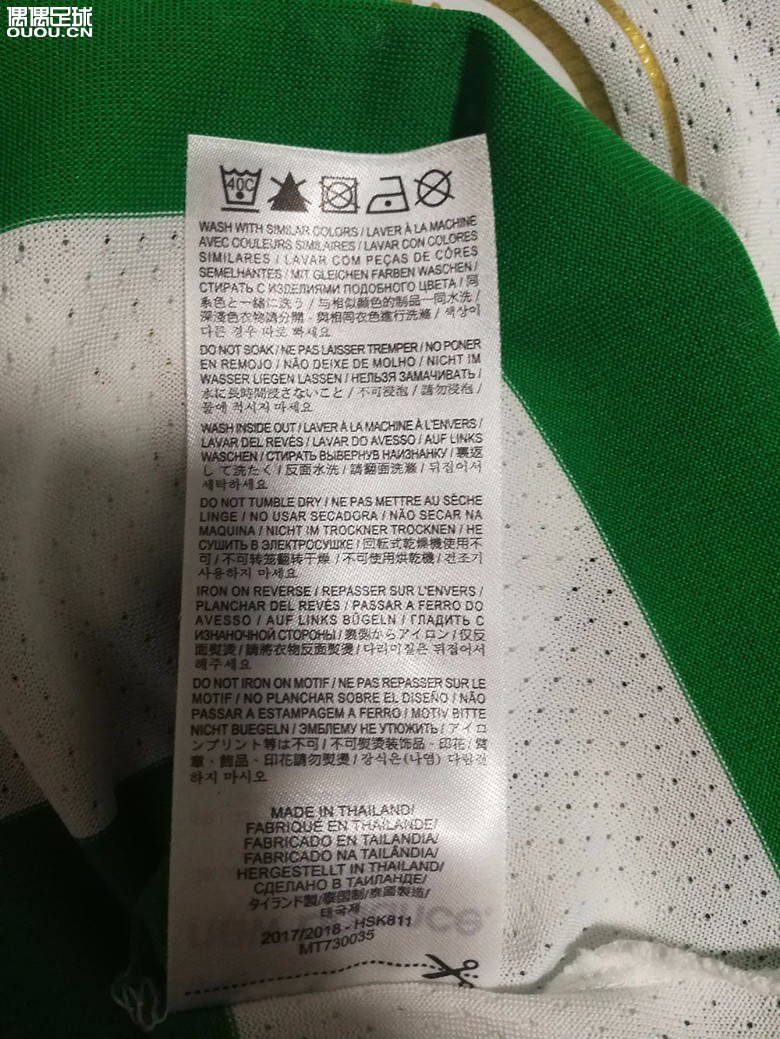 偶偶足球
OUOU.CN
40C
WASH WITH SIMILAR COLORS / LAVER À LA MACHINE
AVEC COULEURS SIMILAIRES / LAVAR CON COLORES
SIMILARES / LAVAR COM PEÇAS DE CÔRES
SEMELHANTES / MIT GLEICHEN FARBEN WASCHEN /
СТИРАТЬ С ИЗДЕЛИЯМИ ПОДОБНОГО ЦВЕТА / 同
系色と一緒に洗う / 与相似颜色的制品一同水洗 /
深淺色衣物請分開﹐與相同衣色進行洗滌 / 색상이
다른 경우 따로 빠세요
DO NOT SOAK / NE PAS LAISSER TREMPER / NO PONER
EN REMOJO / NÃO DEIXE DE MOLHO / NICHT IM
WASSER LIEGEN LASSEN / НЕЛЬЗЯ ЗАМАЧИВАТЬ /
水に長時間浸さないこと / 不可浸泡 / 請勿浸泡 /
물에 적시지 마세요
WASH INSIDE OUT / LAVER À LA MACHINE À L'ENVERS /
LAVAR DEL REVÉS / LAVAR DO AVESSO / AUF LINKS
WASCHEN / СТИРАТЬ ВЫВЕРНУВ НАИЗНАНКУ / 裏返
して洗たく / 反面水洗 / 請翻面洗滌 / 뒤집어서
세탁하세요
DO NOT TUMBLE DRY / NE PAS METTRE AU SÈCHE
LINGE / NO USAR SECADORA / NÃO SECAR NA
MAQUINA / NICHT IM TROCKNER TROCKNEN / НЕ
СУШИТЬ В ЭЛЕКТРОСУШКЕ / 回転式乾燥機使用不
可 / 不可转笼翻转干燥 / 不可使用烘乾機 / 건조기
사용하지 마세요
IRON ON REVERSE / REPASSER SUR L'ENVERS /
PLANCHAR DEL REVÉS / PASSAR A FERRO DO
AVESSO / AUF LINKS BÜGELN / ГЛАДИТЬ С
ИЗНАНОЧНОЙ СТОРОНЫ / 裏側からアイロン / 仅反
面熨烫 / 請將衣物反面熨燙 / 다리미질은 뒤집어서
해주세요
DO NOT IRON ON MOTIF / NE PAS REPASSER SUR LE
MOTIF / NO PLANCHAR SOBRE EL DISEÑO / NÃO
PASSAR A ESTAMPAGEM A FERRO / MOTIV BITTE
NICHT BUEGELN / ЭМБЛЕМУ НЕ УТЮЖИТЬ / アイロ
ンプリント等は不可 / 不可熨烫装饰品、印花 / 臂
章、飾品、印花請勿熨燙 / 장식은(나염) 다림질
하지 마시오
MADE IN THAILAND/
FABRIQUÉ EN THAÏLANDE/
FABRICADO EN TAILANDIA/
FABRICADO NA TAILÂNDIA/
HERGESTELLT IN THAILAND/
СДЕЛАНО В ТАИЛАНДЕ/
タイランド製/泰国制/泰國製造/
태국제
2017/2018 - HSK811
MT730035